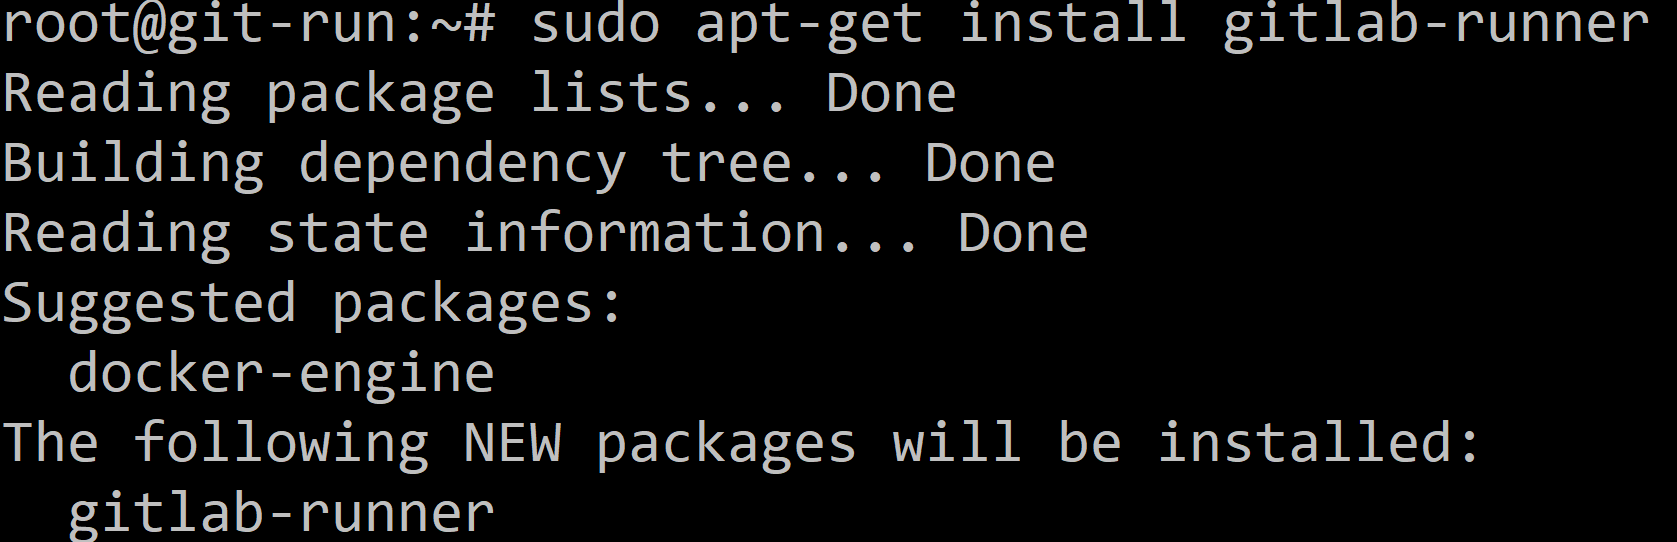 root@git-run:~# sudo apt-get install gitlab-runner
Reading package lists... Done
Building dependency tree... Done
Reading state information... Done
Suggested packages:
  docker-engine
The following NEW packages will be installed:
  gitlab-runner